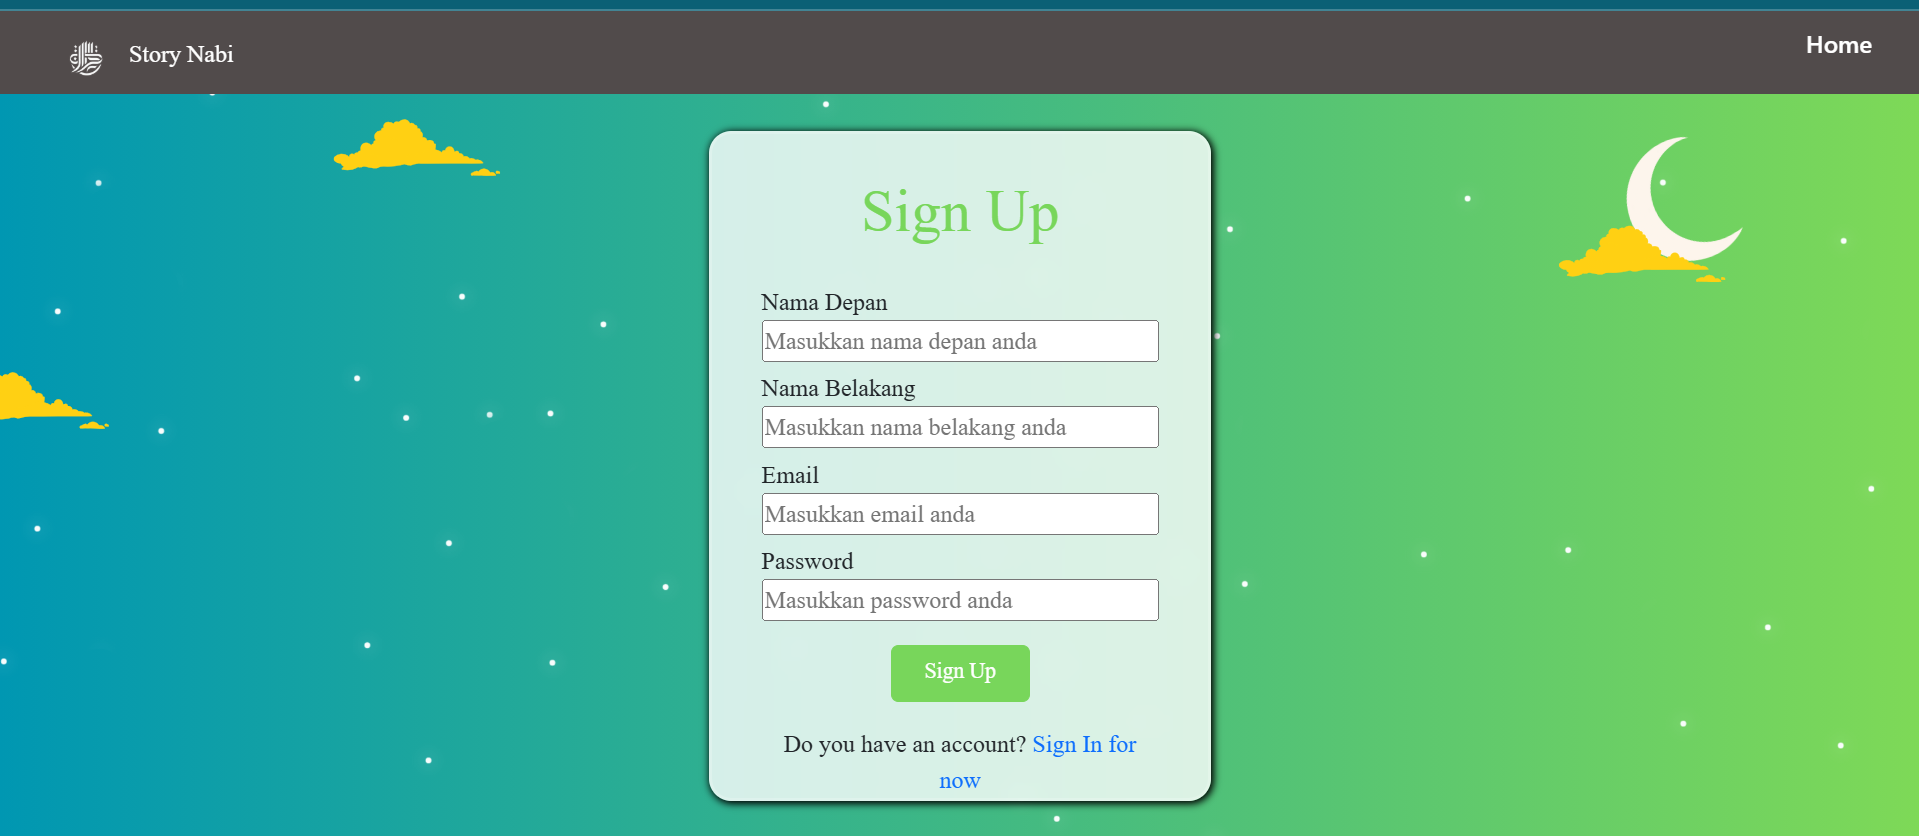 Story Nabi
Home
Sign Up
Nama Depan
Masukkan nama depan anda
Nama Belakang
Masukkan nama belakang anda
Email
Masukkan email anda
Password
Masukkan password anda
Sign Up
Do you have an account? Sign In for
now